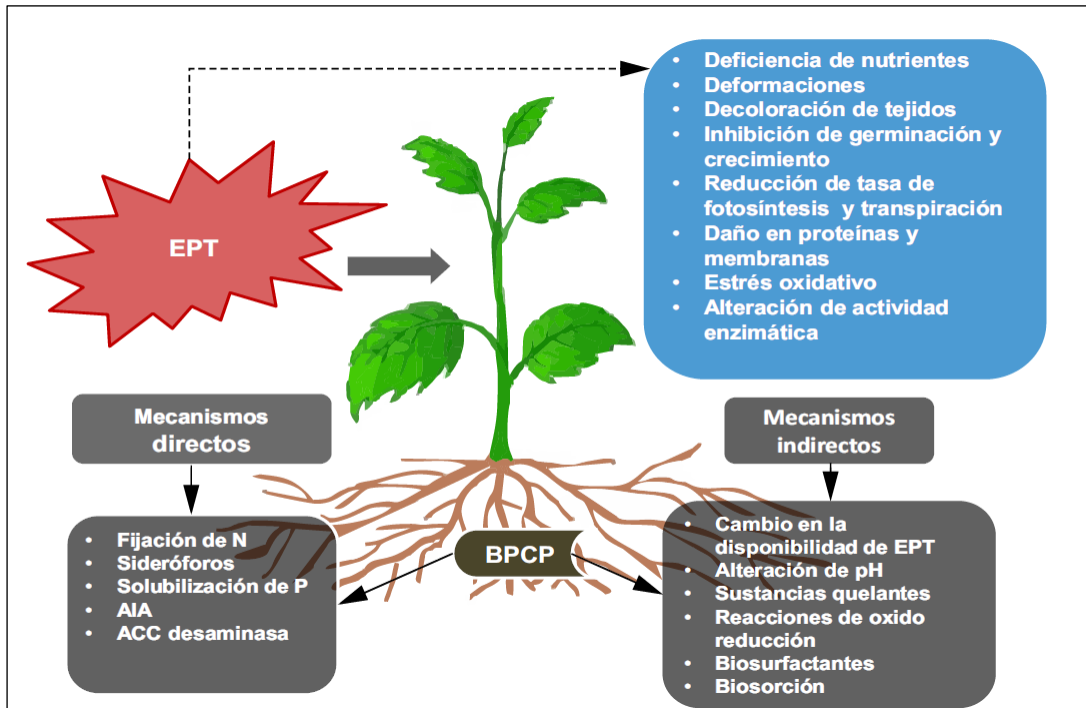 • Deficiencia de nutrientes
• Deformaciones
• Decoloración de tejidos
• Inhibición de germinación y
crecimiento
• Reducción de tasa de
fotosíntesis y transpiración
• Daño en proteínas y
membranas
• Estrés oxidativo
• Alteración de actividad
enzimática
EPT
Mecanismos
directos
Mecanismos
indirectos
• Fijación de N
• Sideróforos
• Solubilización de P
• AIA
• ACC desaminasa
BPCP
• Cambio en la
disponibilidad de EPT
• Alteración de pH
• Sustancias quelantes
• Reacciones de oxido
reducción
• Biosurfactantes
• Biosorción